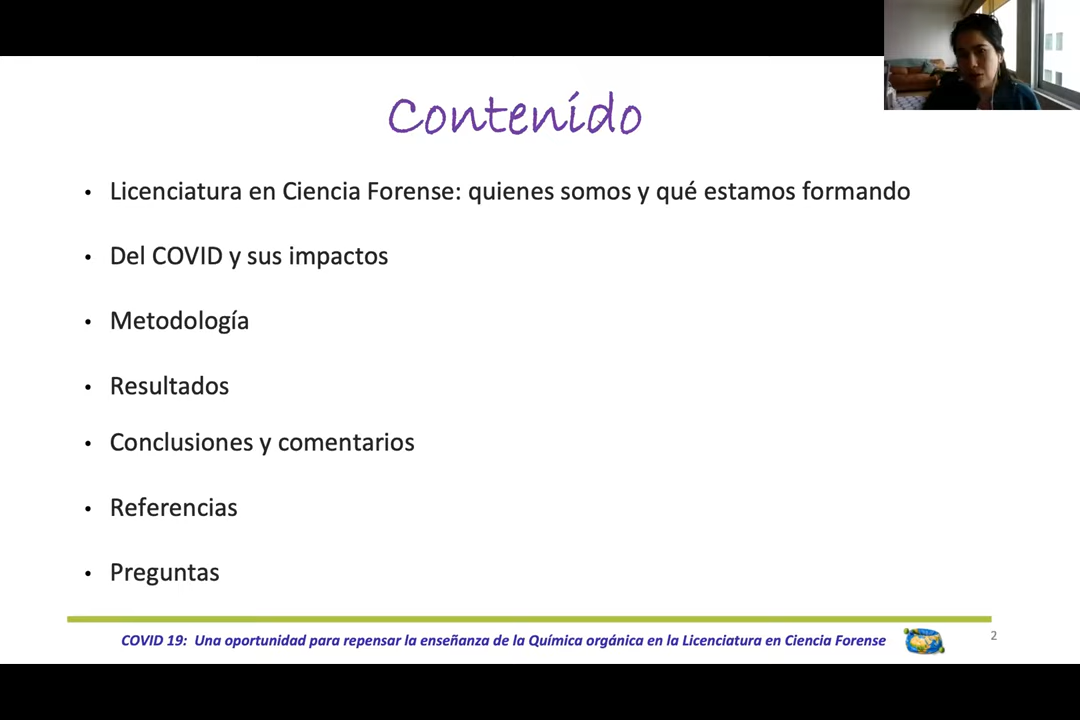 Contenido
• Licenciatura en Ciencia Forense: quienes somos y qué estamos formando
• Del COVID y sus impactos
• Metodología
• Resultados
• Conclusiones y comentarios
• Referencias
• Preguntas
COVID 19: Una oportunidad para repensar la enseñanza de la Química orgánica en la Licenciatura en Ciencia Forense
2